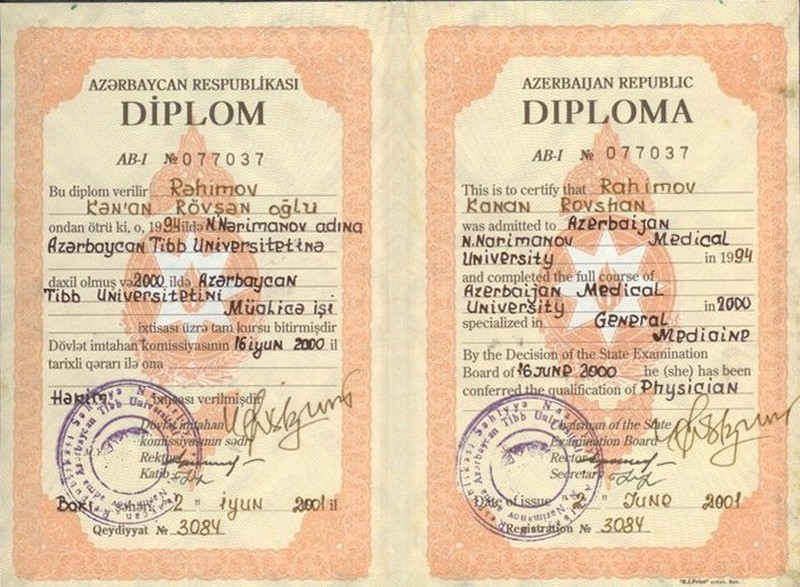 AZƏRBAYCAN RESPUBLİKASI
DİPLOM
AB-I № 077037
Bu diplom verilir Rəhimov
Kən'an Rövşən oğlu
ondan ötrü ki, o, 1994 ildə N.Nərimanov adına
Azərbaycan Tibb Universitetinə
daxil olmuş və 2000 ildə Azərbaycan
Tibb Universitetini
Müalicə işi
ixtisası üzrə tam kursu bitirmişdir
Dövlət imtahan komissiyasının 16 iyun 2000 il
tarixli qərarı ilə ona
Həkim ixtisası verilmişdir
Dövlət imtahan
komissiyasının sədri
Rektor
Katib
Bakı şəhəri "2" iyun 2001 il
Qeydiyyat № 3084
AZERBAIJAN REPUBLIC
DIPLOMA
AB-I № 077037
This is to certify that Rahimov
Kanan Rovshan
was admitted to Azerbaijan
N.Narimanov Medical
University in 1994
and completed the full course of
Azerbaijan Medical
University in 2000
specialized in General
Mediaine
By the Decision of the State Examination
Board of 16 June 2000 he (she) has been
conferred the qualification of Physician
Chairman of the State
Examination Board
Rector
Secretary
Date of issue "2" June 2001
Registration № 3084